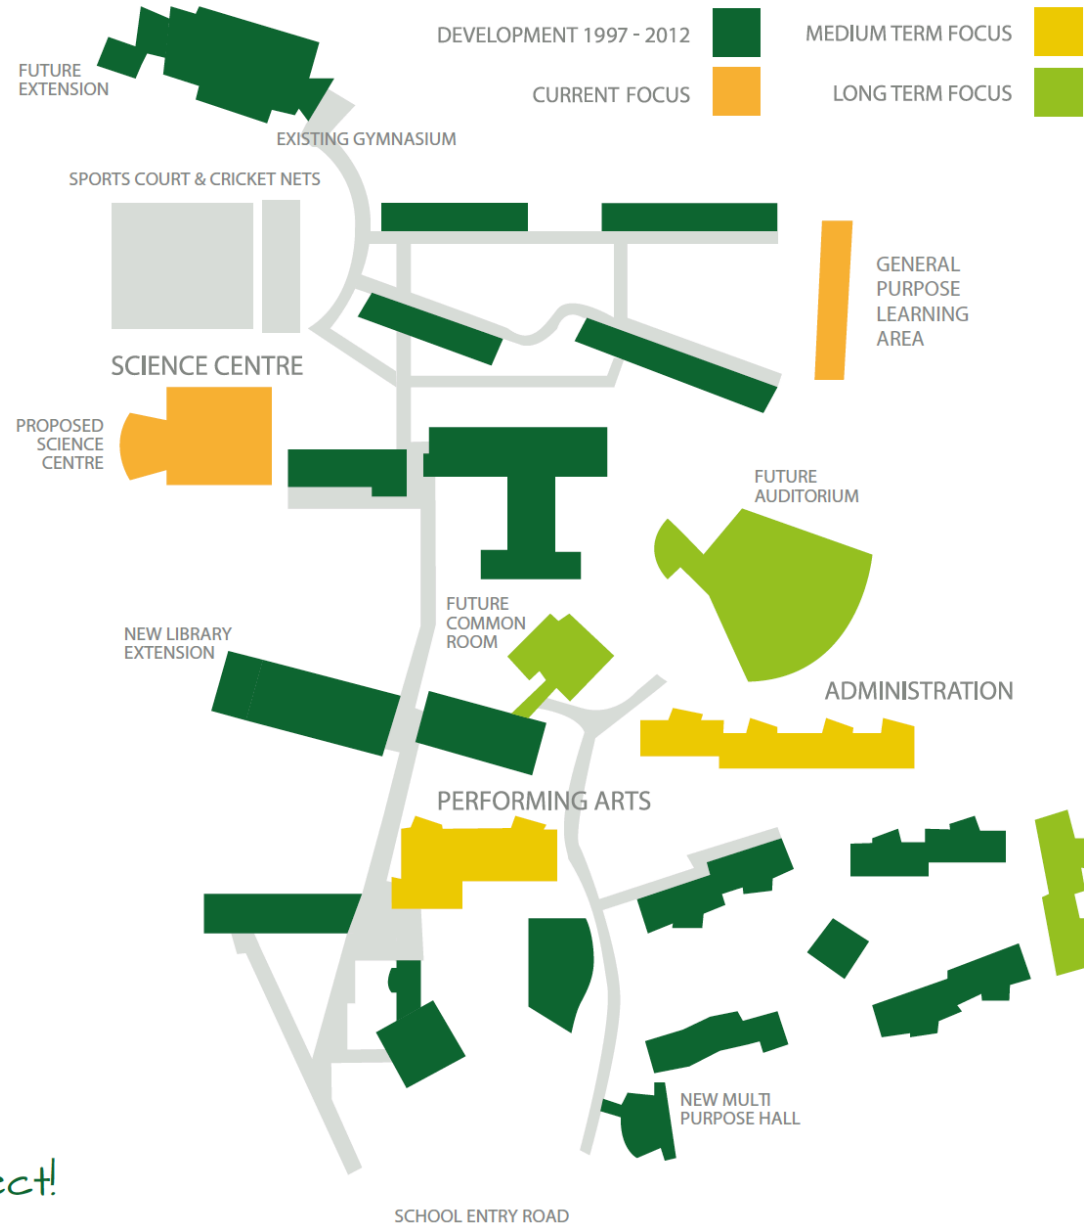 DEVELOPMENT 1997 - 2012
MEDIUM TERM FOCUS
CURRENT FOCUS
LONG TERM FOCUS
FUTURE
EXTENSION
EXISTING GYMNASIUM
SPORTS COURT & CRICKET NETS
GENERAL
PURPOSE
LEARNING
AREA
SCIENCE CENTRE
PROPOSED
SCIENCE
CENTRE
FUTURE
AUDITORIUM
FUTURE
COMMON
ROOM
NEW LIBRARY
EXTENSION
ADMINISTRATION
PERFORMING ARTS
NEW MULTI
PURPOSE HALL
ect!
SCHOOL ENTRY ROAD